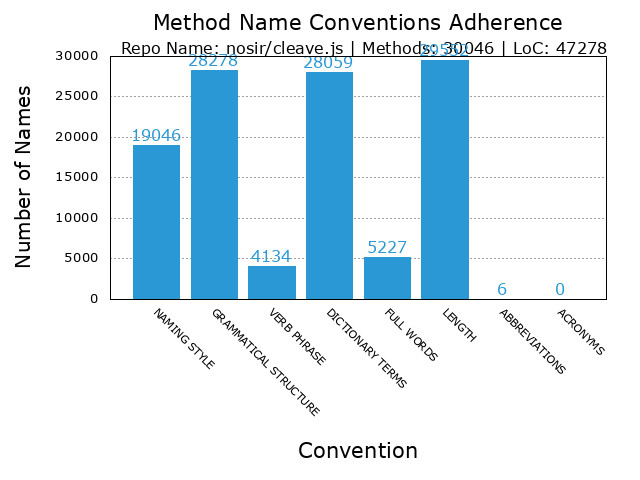 Method Name Conventions Adherence
Repo Name: nosir/cleave.js | Methods: 30046 | LoC: 47278
Number of Names
30000
25000
20000
15000
10000
5000
0
19046
28278
4134
28059
5227
6
0
NAMING STYLE
GRAMMATICAL STRUCTURE
VERB PHRASE
DICTIONARY TERMS
FULL WORDS
LENGTH
ABBREVIATIONS
ACRONYMS
Convention